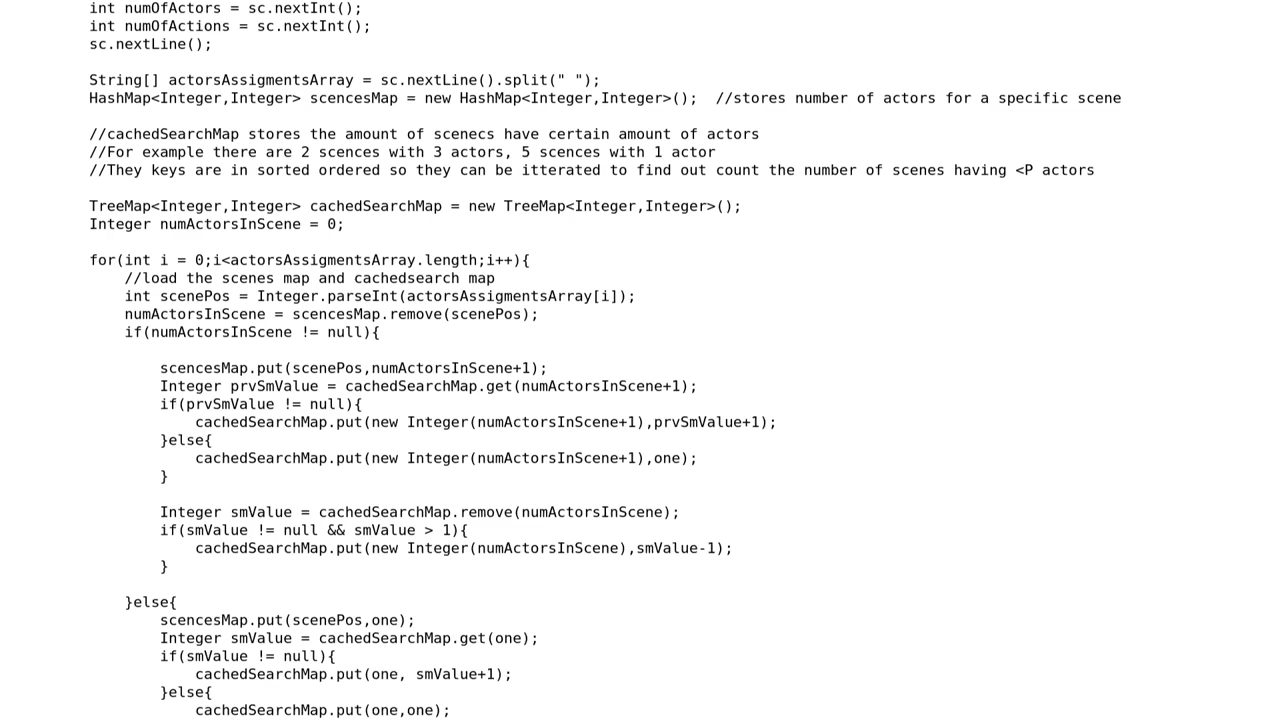 int numOfActors = sc.nextInt();
int numOfActions = sc.nextInt();
sc.nextLine();
String[] actorsAssigmentsArray = sc.nextLine().split(" ");
HashMap<Integer,Integer> scencesMap = new HashMap<Integer,Integer>();  //stores number of actors for a specific scene
//cachedSearchMap stores the amount of scenecs have certain amount of actors
//For example there are 2 scences with 3 actors, 5 scences with 1 actor
//They keys are in sorted ordered so they can be itterated to find out count the number of scenes having <P actors
TreeMap<Integer,Integer> cachedSearchMap = new TreeMap<Integer,Integer>();
Integer numActorsInScene = 0;
for(int i = 0;i<actorsAssigmentsArray.length;i++){
    //load the scenes map and cachedsearch map
    int scenePos = Integer.parseInt(actorsAssigmentsArray[i]);
    numActorsInScene = scencesMap.remove(scenePos);
    if(numActorsInScene != null){
        scencesMap.put(scenePos,numActorsInScene+1);
        Integer prvSmValue = cachedSearchMap.get(numActorsInScene+1);
        if(prvSmValue != null){
            cachedSearchMap.put(new Integer(numActorsInScene+1),prvSmValue+1);
        }else{
            cachedSearchMap.put(new Integer(numActorsInScene+1),one);
        }
        Integer smValue = cachedSearchMap.remove(numActorsInScene);
        if(smValue != null && smValue > 1){
            cachedSearchMap.put(new Integer(numActorsInScene),smValue-1);
        }
    }else{
        scencesMap.put(scenePos,one);
        Integer smValue = cachedSearchMap.get(one);
        if(smValue != null){
            cachedSearchMap.put(one, smValue+1);
        }else{
            cachedSearchMap.put(one,one);